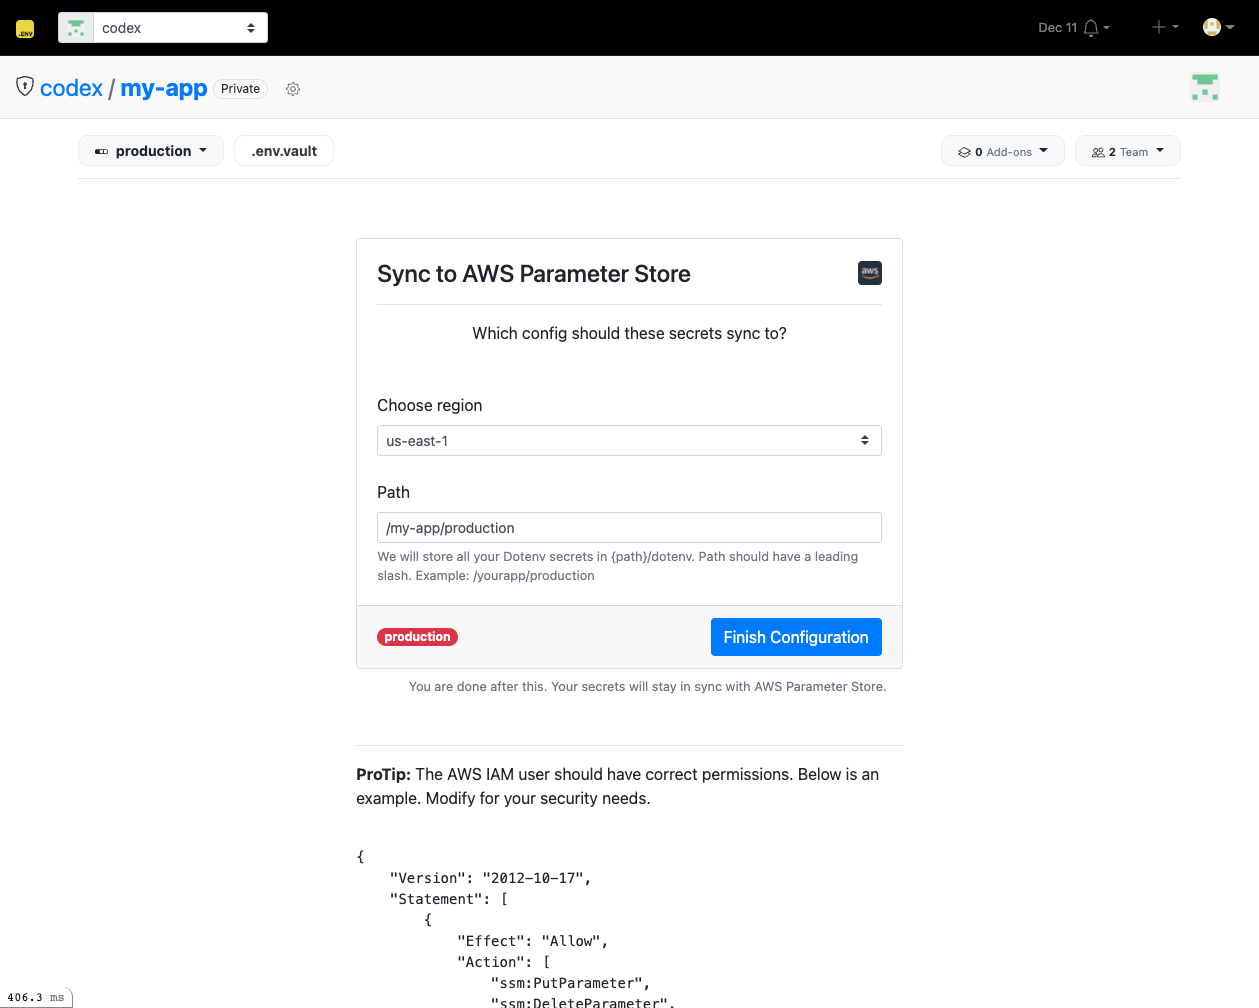 .ENV
codex
Dec 11
codex / my-app Private
production
.env.vault
0 Add-ons
2 Team
Sync to AWS Parameter Store
aws
Which config should these secrets sync to?
Choose region
us-east-1
Path
/my-app/production
We will store all your Dotenv secrets in {path}/dotenv. Path should have a leading
slash. Example: /yourapp/production
production
Finish Configuration
You are done after this. Your secrets will stay in sync with AWS Parameter Store.
ProTip: The AWS IAM user should have correct permissions. Below is an
example. Modify for your security needs.
{
    "Version": "2012-10-17",
    "Statement": [
        {
            "Effect": "Allow",
            "Action": [
                "ssm:PutParameter",
                "ssm:DeleteParameter",
406.3 ms